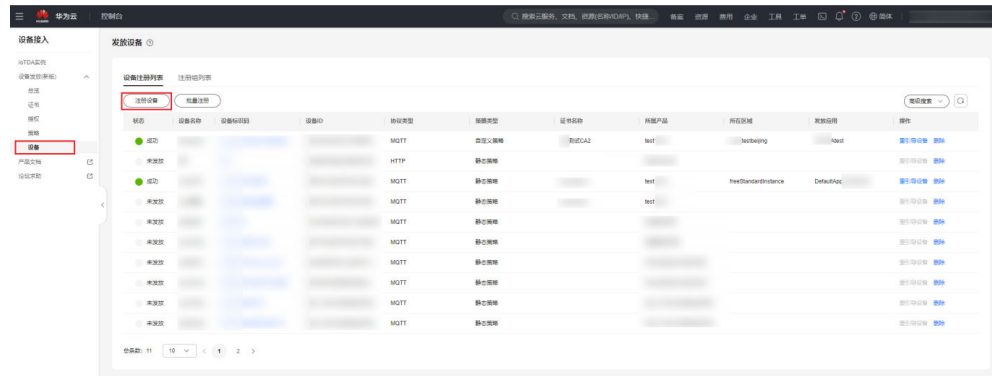 华为云 控制台 搜索云服务、文档、资源(名称/ID/IP)、快捷... 备案 资源 费用 企业 工具 工单 简体
设备接入
发放设备
IoTDA实例
设备发放(新版)
总览
证书
授权
策略
设备
产品文档
论坛求助
设备注册列表 注册组列表
注册设备 批量注册 高级搜索
状态 设备名称 设备标识码 设备ID 协议类型 策略类型 证书名称 所属产品 所在区域 发放应用 操作
成功 MQTT 自定义策略 测试CA2 test testbeijing Atest 重引导设备 删除
未发放 HTTP 静态策略 重引导设备 删除
成功 MQTT 静态策略 test freeStandardInstance DefaultApp 重引导设备 删除
未发放 MQTT 静态策略 test 重引导设备 删除
未发放 MQTT 静态策略 重引导设备 删除
未发放 MQTT 静态策略 重引导设备 删除
未发放 MQTT 静态策略 重引导设备 删除
未发放 MQTT 静态策略 重引导设备 删除
未发放 MQTT 静态策略 重引导设备 删除
未发放 MQTT 静态策略 重引导设备 删除
总条数: 11 10 < 1 2 >